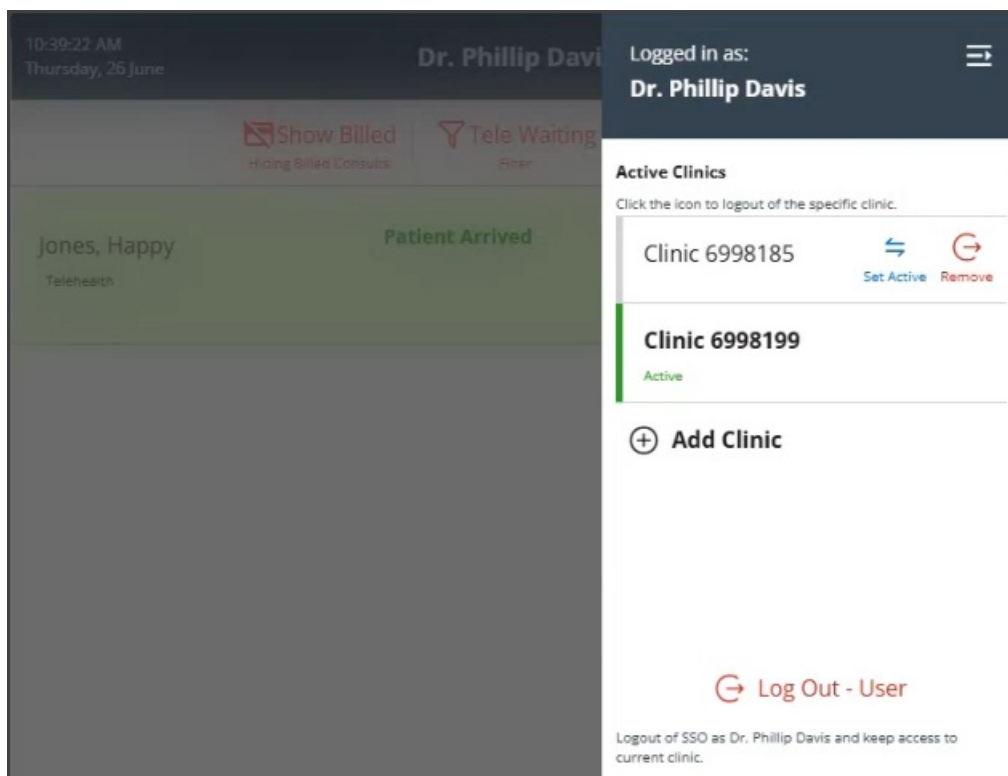 10:39:22 AM
Thursday, 26 June
Dr. Phillip Davi
Show Billed
Hiding Billed Consults
Tele Waiting
Filter
Jones, Happy
Telehealth
Patient Arrived
Logged in as:
Dr. Phillip Davis
Active Clinics
Click the icon to logout of the specific clinic.
Clinic 6998185
Set Active
Remove
Clinic 6998199
Active
Add Clinic
Log Out - User
Logout of SSO as Dr. Phillip Davis and keep access to
current clinic.